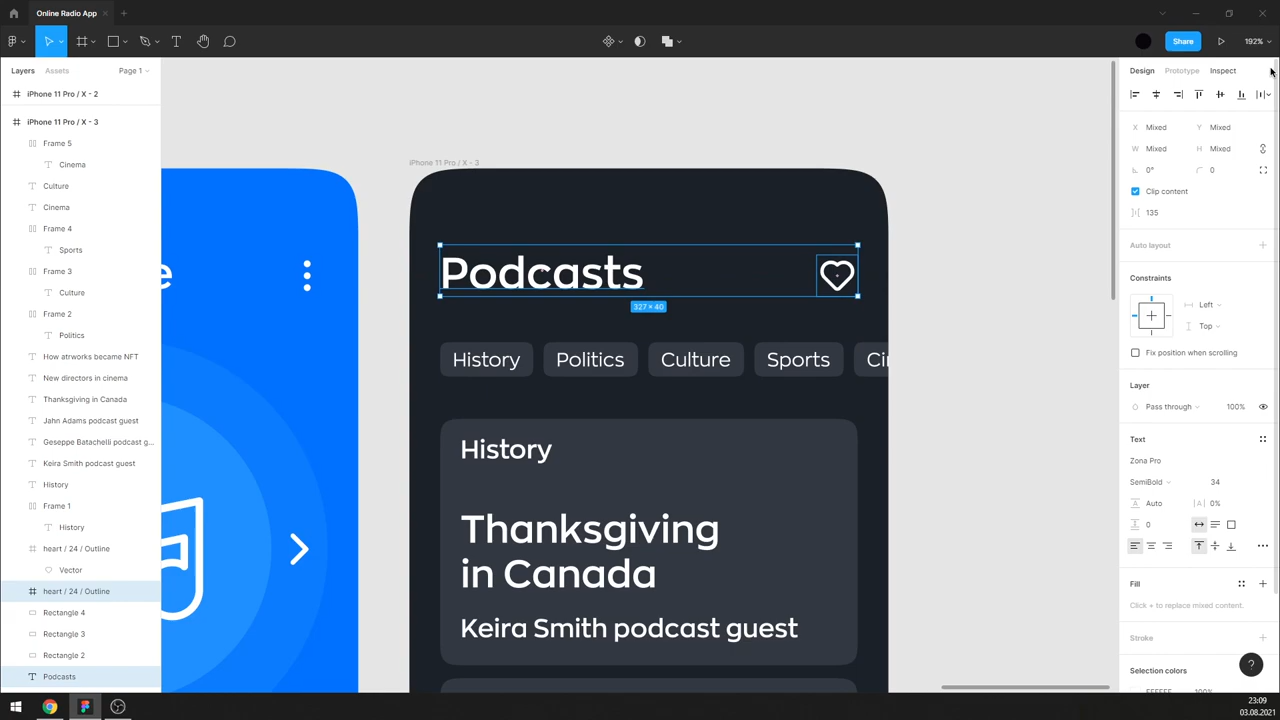 Online Radio App
Share
192%
Layers
Assets
Page 1
iPhone 11 Pro / X - 2
iPhone 11 Pro / X - 3
Frame 5
Cinema
Culture
Cinema
Frame 4
Sports
Frame 3
Culture
Frame 2
Politics
How atrworks became NFT
New directors in cinema
Thanksgiving in Canada
Jahn Adams podcast guest
Geseppe Batachelli podcast g...
Keira Smith podcast guest
History
Frame 1
History
heart / 24 / Outline
Vector
heart / 24 / Outline
Rectangle 4
Rectangle 3
Rectangle 2
Podcasts
e
iPhone 11 Pro / X - 3
Podcasts
327 × 40
History Politics Culture Sports Ci
History
Thanksgiving
in Canada
Keira Smith podcast guest
Design
Prototype
Inspect
X Mixed Y Mixed
W Mixed H Mixed
0° 0
Clip content
135
Auto layout
Constraints
Left
Top
Fix position when scrolling
Layer
Pass through 100%
Text
Zona Pro
SemiBold 34
A Auto |A| 0%
0
Fill
Click + to replace mixed content.
Stroke
?
Selection colors
23:09
03.08.2021